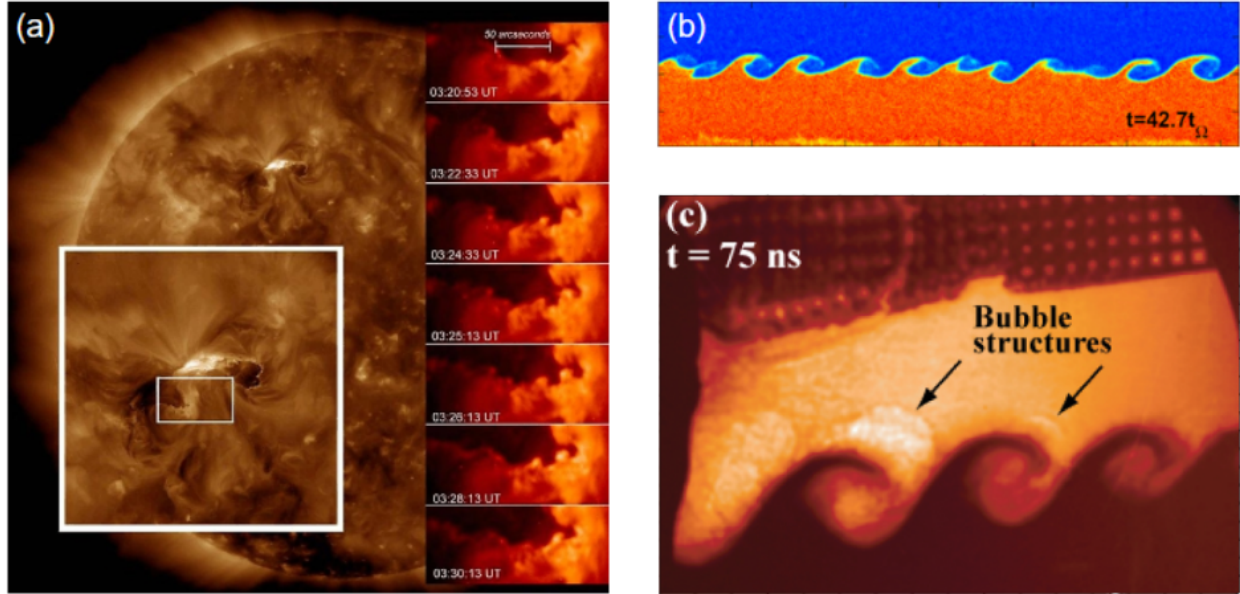 (a)
50 arcseconds
03:20:53 UT
03:22:33 UT
03:24:33 UT
03:25:13 UT
03:26:13 UT
03:28:13 UT
03:30:13 UT
(b)
t=42.7tΩ
(c)
t = 75 ns
Bubble
structures